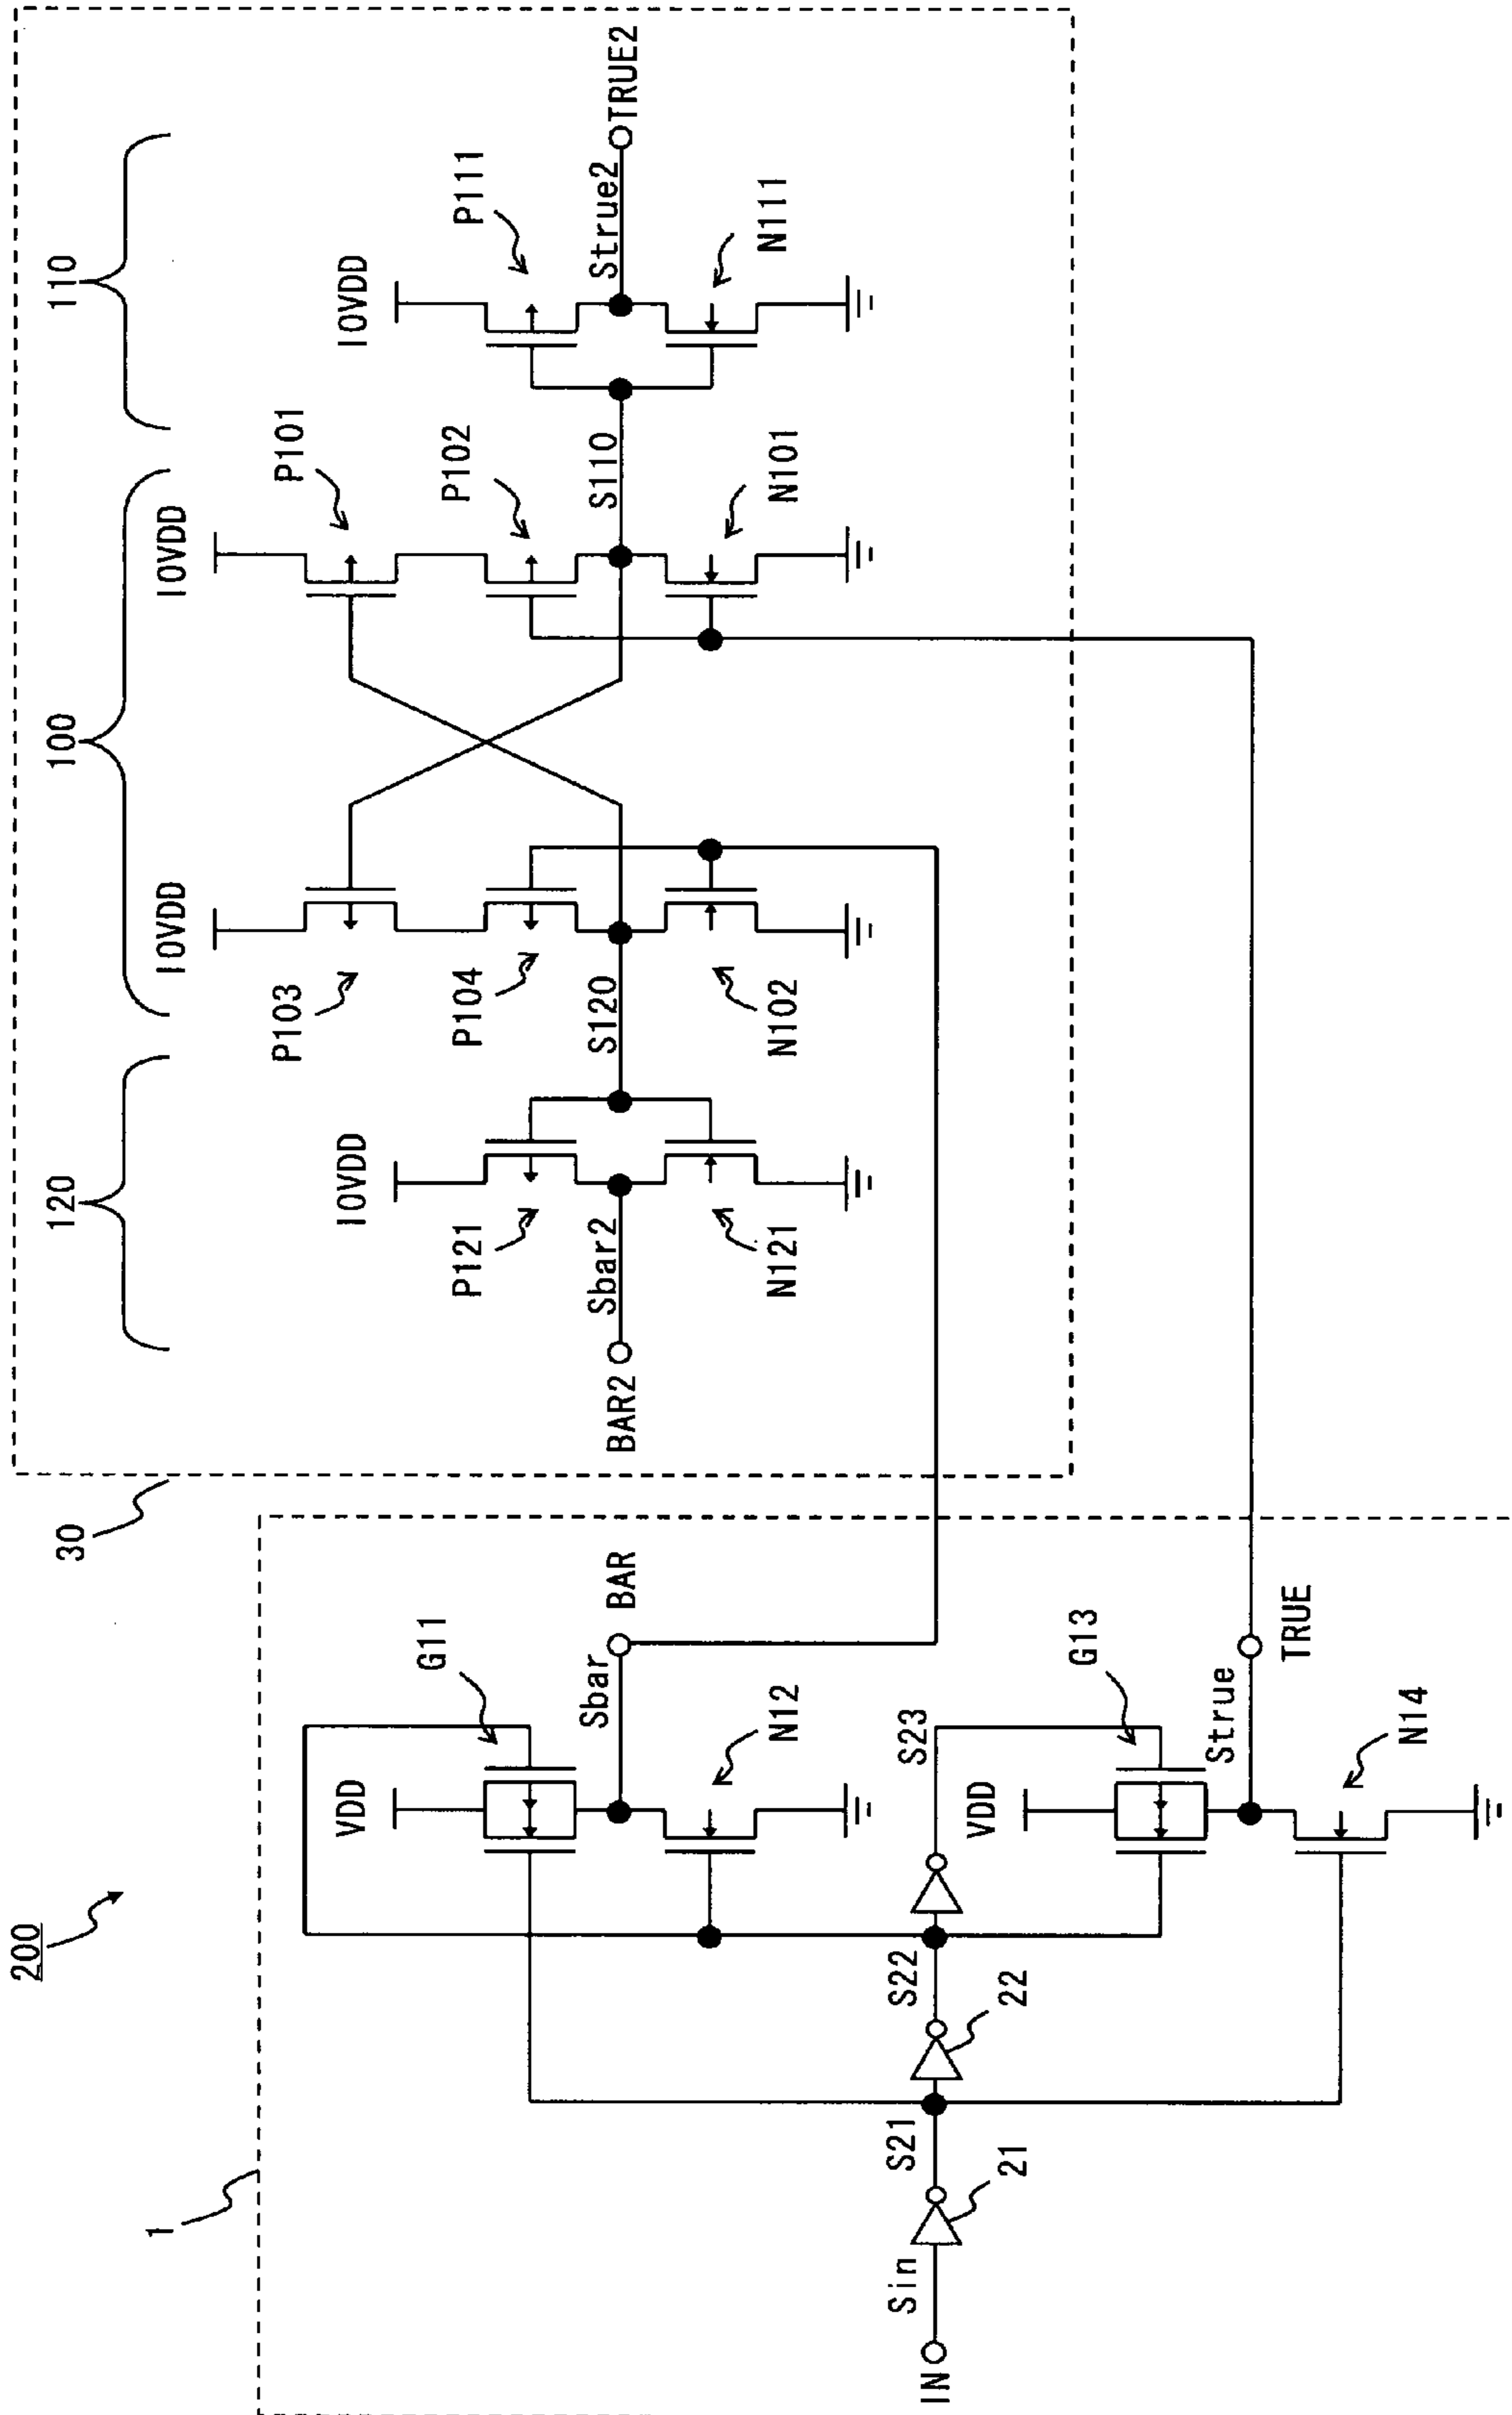 200
1
30
120
100
110
IN
Sin
21
S21
22
S22
S23
VDD
G11
Sbar
BAR
N12
VDD
G13
Strue
TRUE
N14
BAR2
Sbar2
IOVDD
P121
N121
S120
IOVDD
P103
P104
N102
IOVDD
P101
P102
S110
N101
IOVDD
P111
Strue2
TRUE2
N111